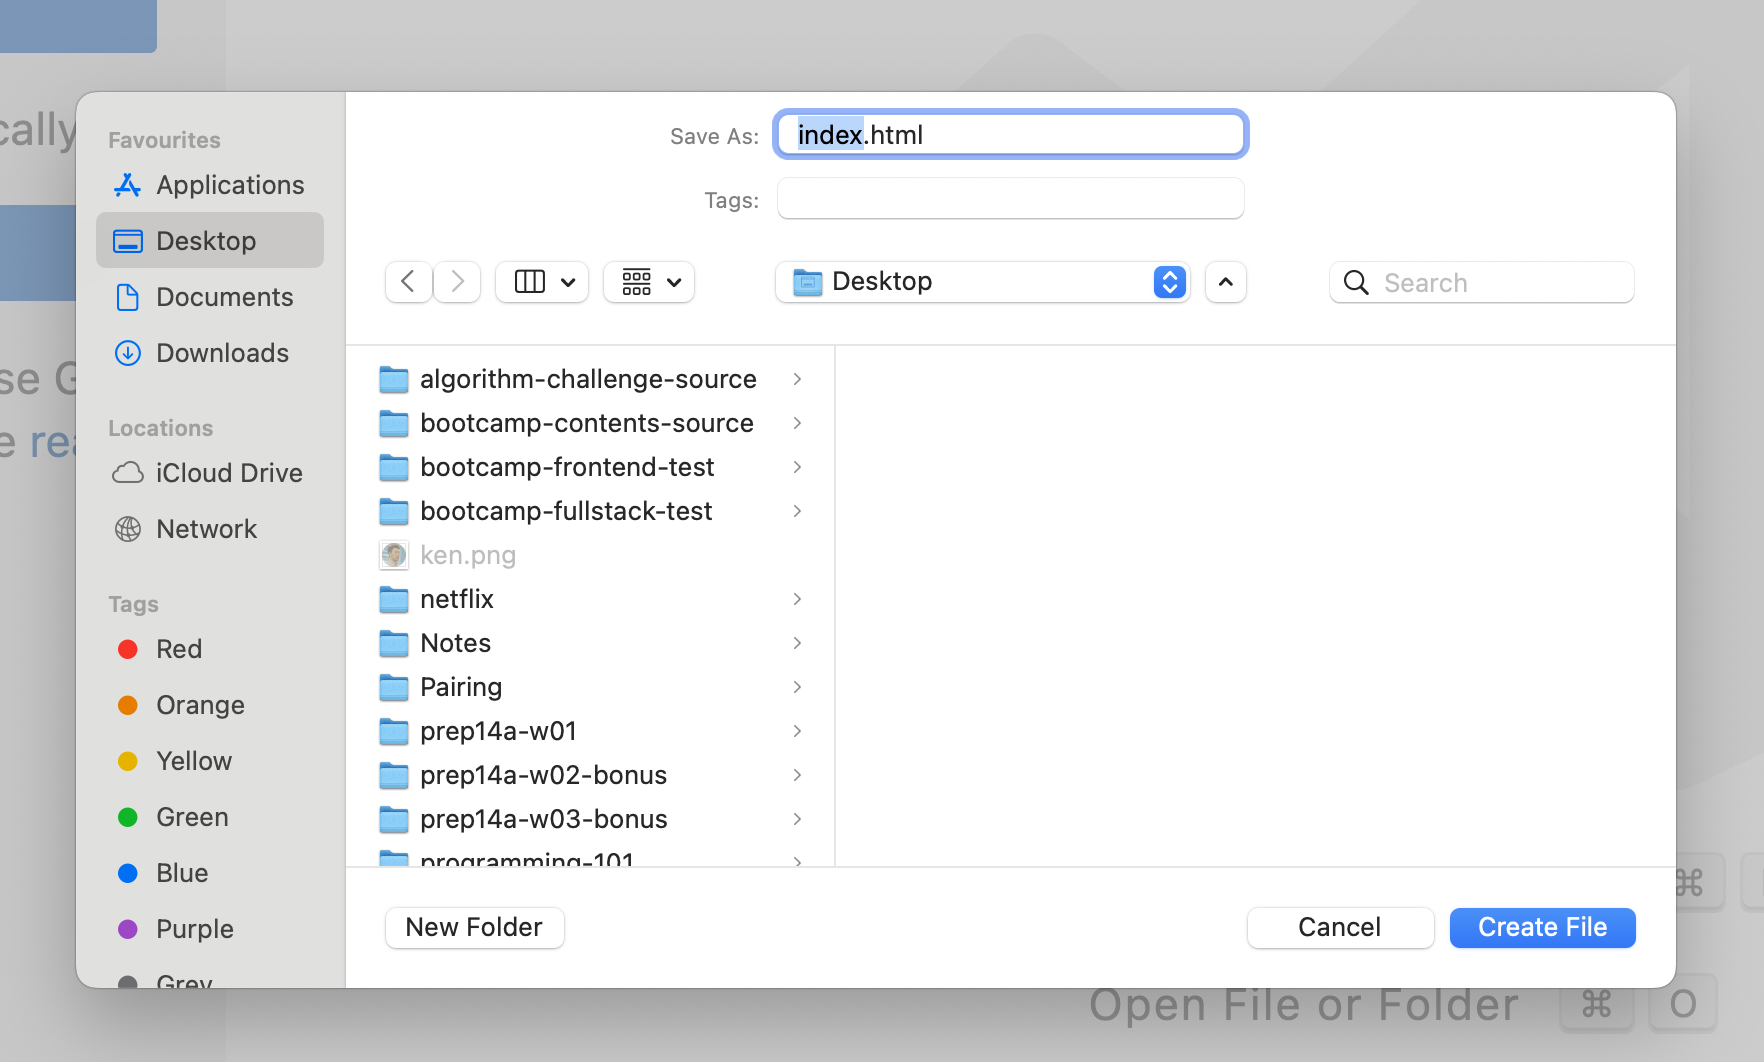 cally
se G
e rea
Favourites
Applications
Desktop
Documents
Downloads
Locations
iCloud Drive
Network
Tags
Red
Orange
Yellow
Green
Blue
Purple
Grey
Save As: index.html
Tags:
Desktop
Search
algorithm-challenge-source
bootcamp-contents-source
bootcamp-frontend-test
bootcamp-fullstack-test
ken.png
netflix
Notes
Pairing
prep14a-w01
prep14a-w02-bonus
prep14a-w03-bonus
programming-101
New Folder
Cancel
Create File
⌘
Open File or Folder ⌘ O